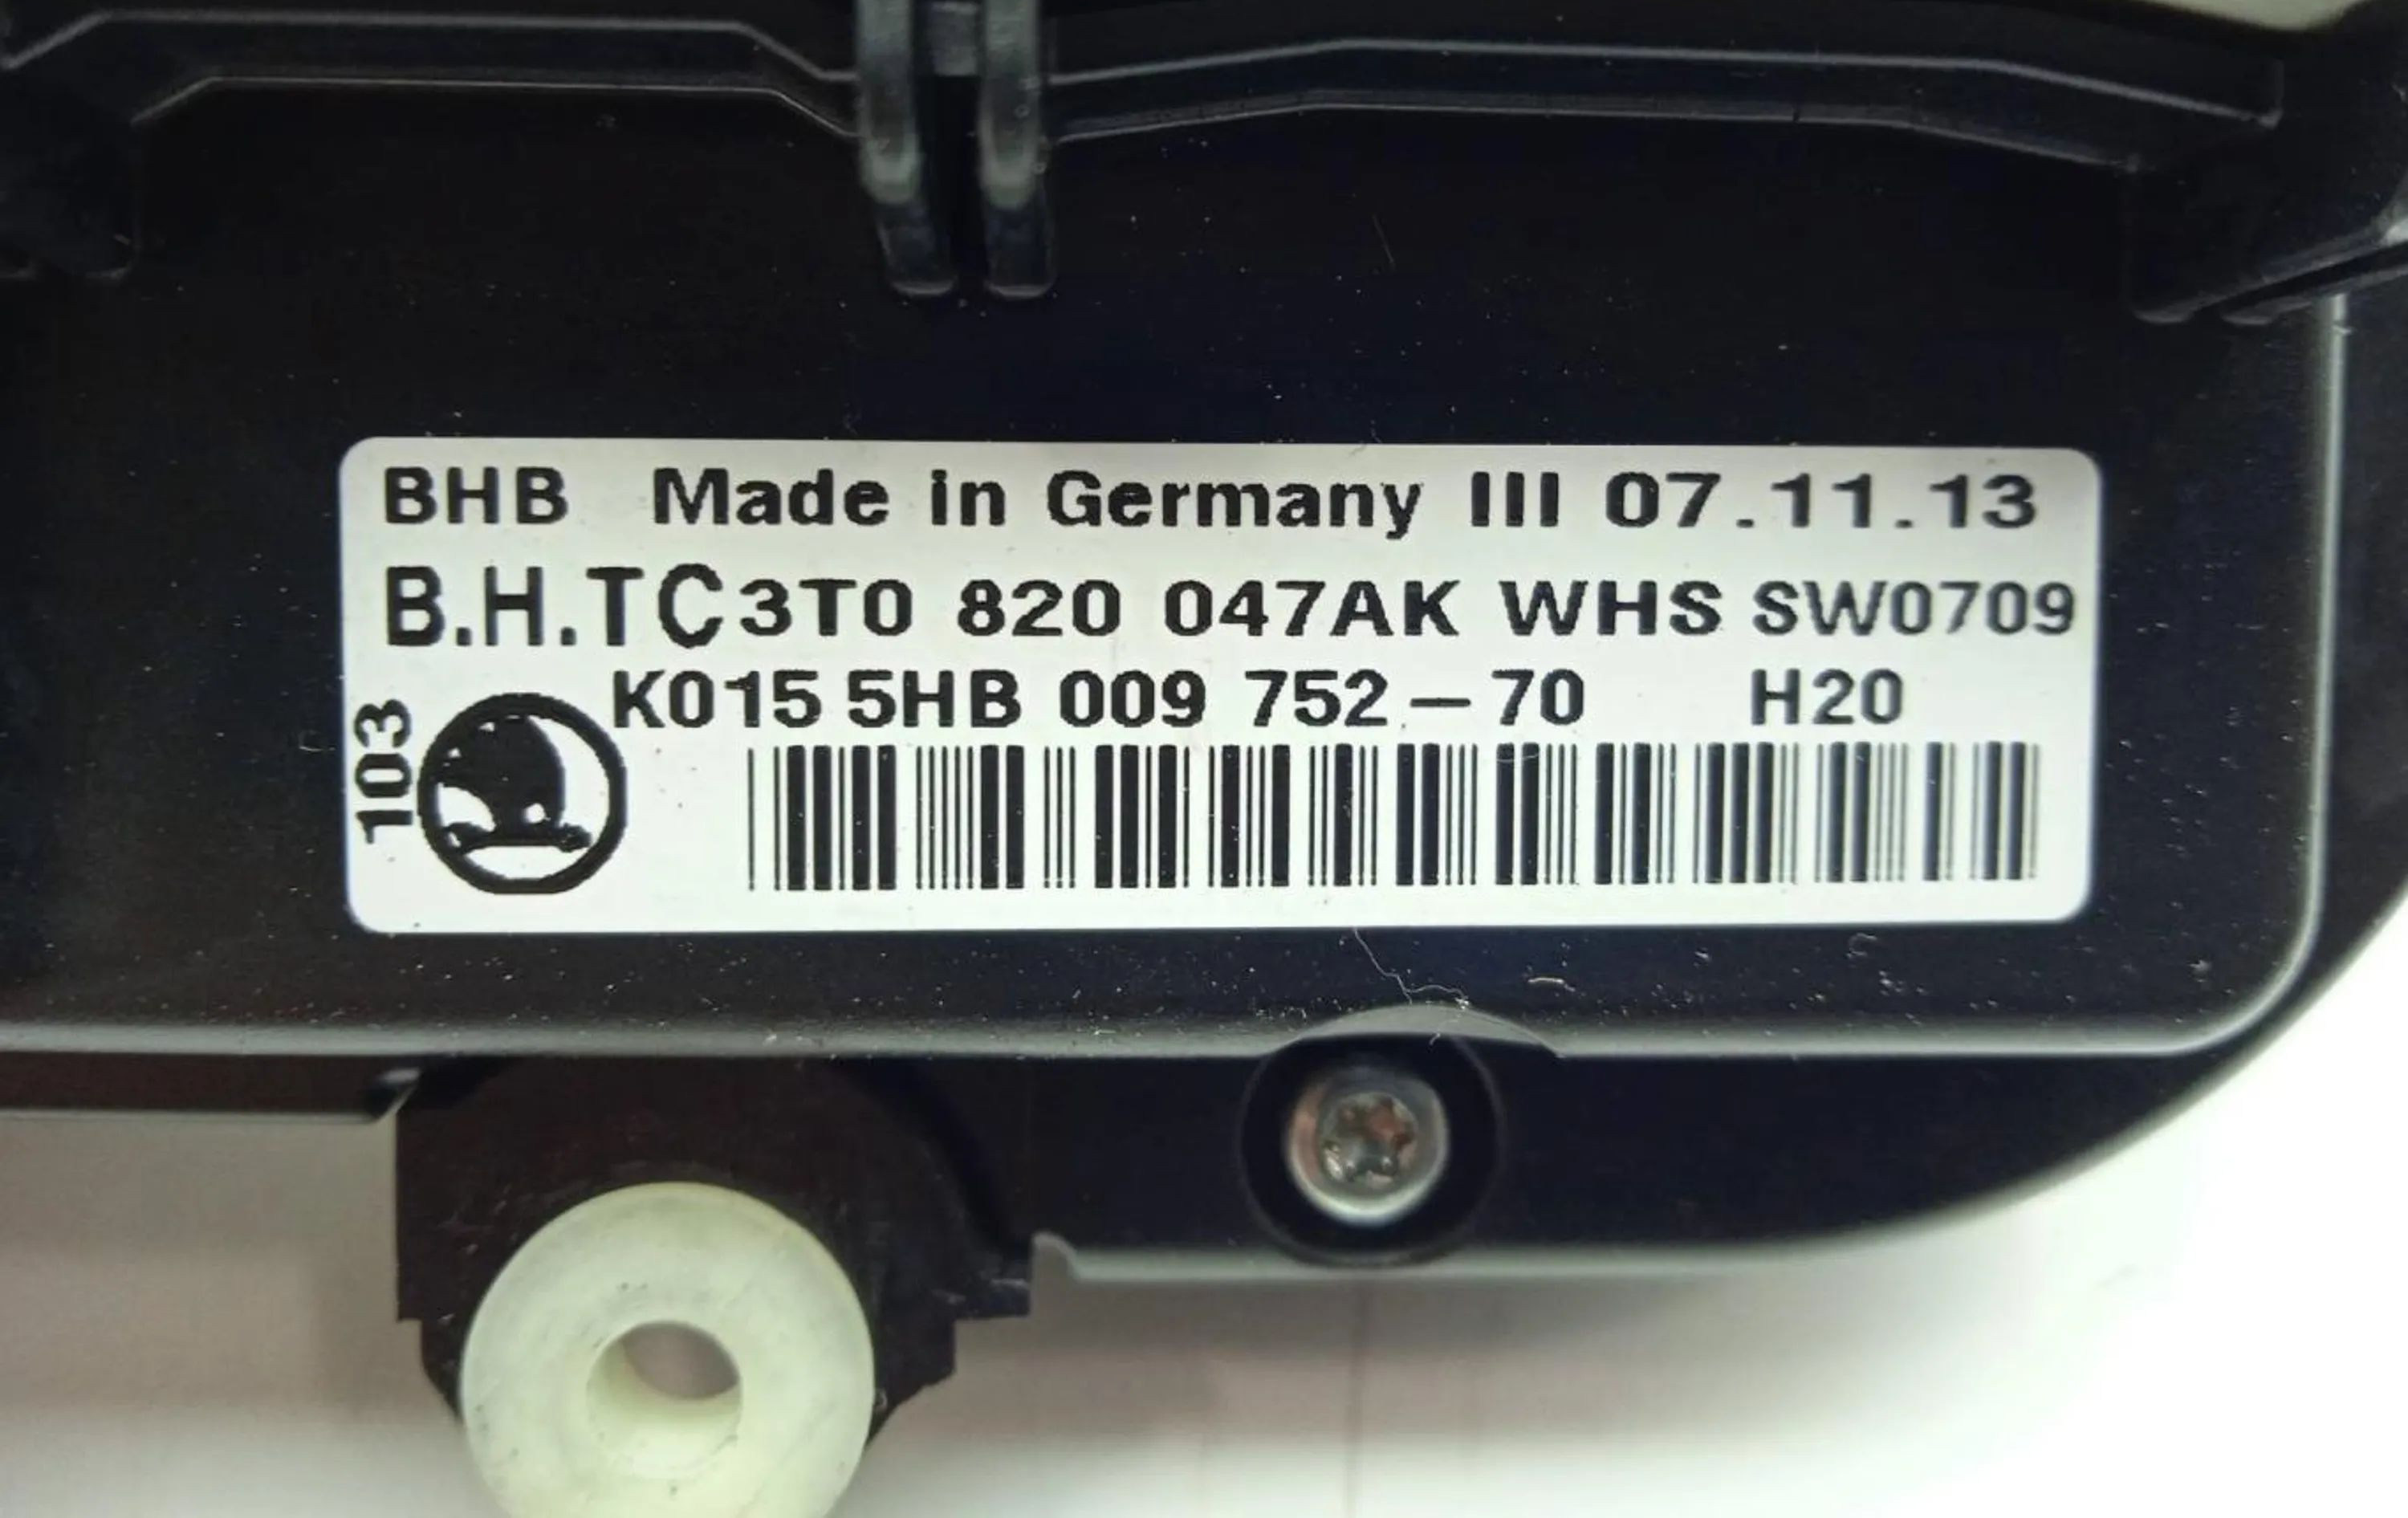 BHB Made in Germany III 07.11.13
B.H.TC 3T0 820 047AK WHS SW0709
K015 5HB 009 752-70 H20
103